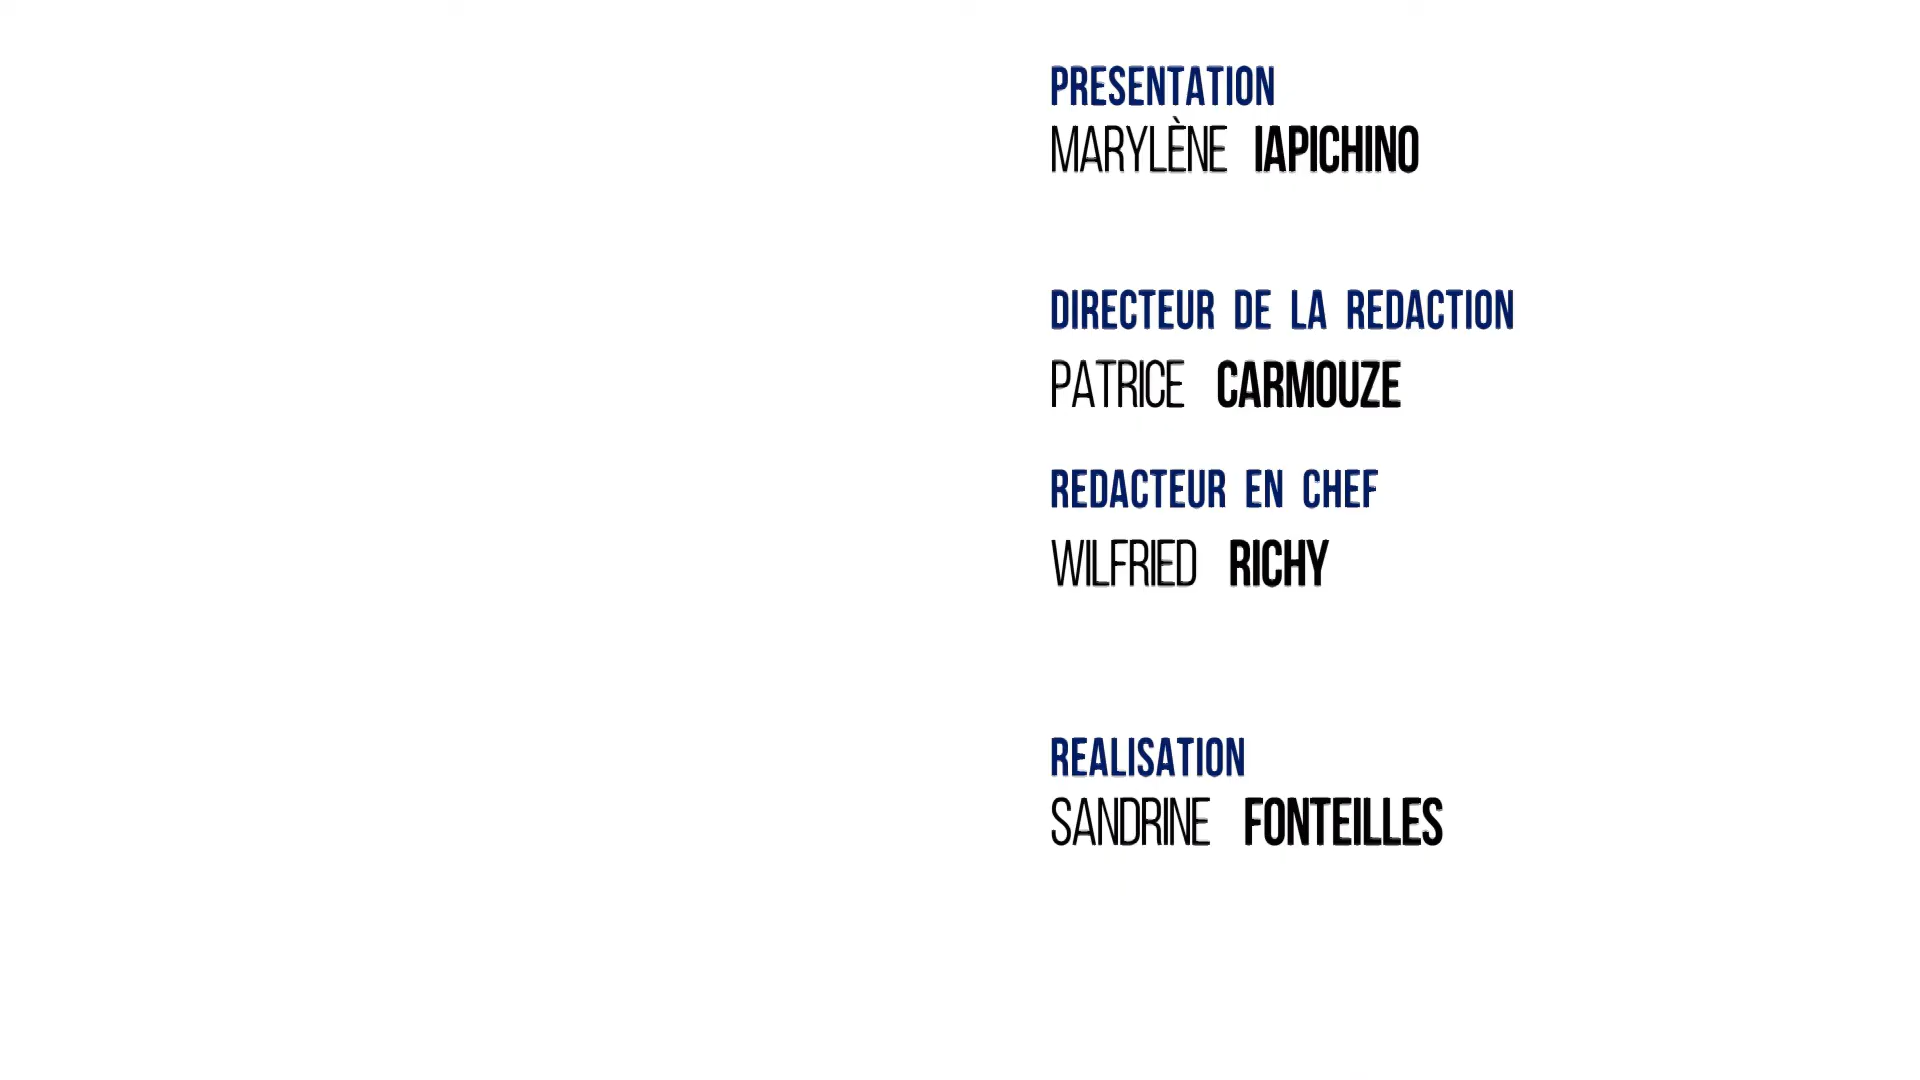 PRESENTATION
MARYLÈNE IAPICHINO
DIRECTEUR DE LA REDACTION
PATRICE CARMOUZE
REDACTEUR EN CHEF
WILFRIED RICHY
REALISATION
SANDRINE FONTEILLES